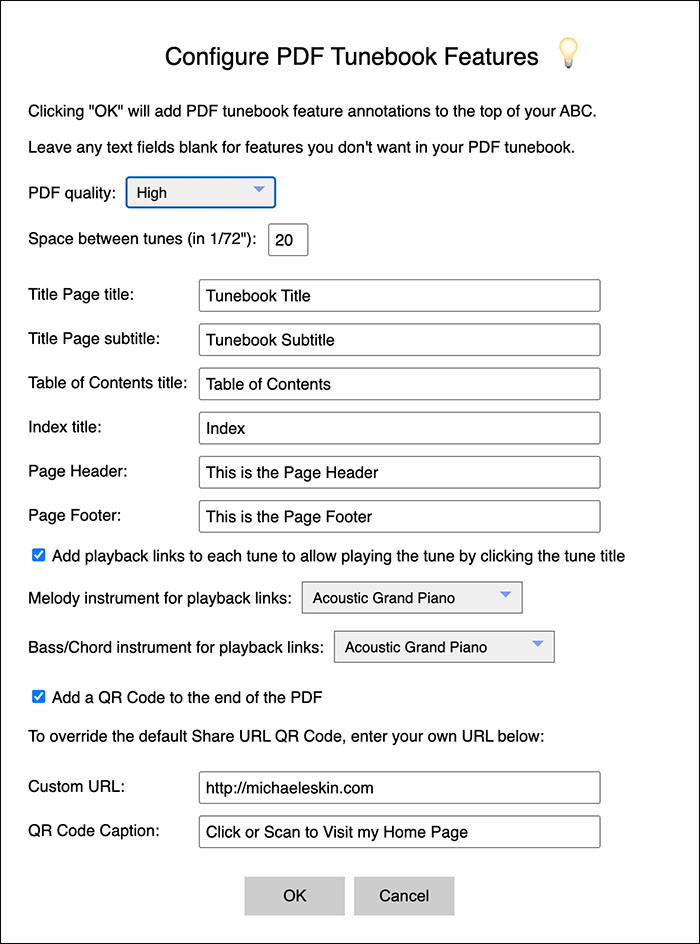 Configure PDF Tunebook Features
Clicking "OK" will add PDF tunebook feature annotations to the top of your ABC.
Leave any text fields blank for features you don't want in your PDF tunebook.
PDF quality: High
Space between tunes (in 1/72"): 20
Title Page title: Tunebook Title
Title Page subtitle: Tunebook Subtitle
Table of Contents title: Table of Contents
Index title: Index
Page Header: This is the Page Header
Page Footer: This is the Page Footer
Add playback links to each tune to allow playing the tune by clicking the tune title
Melody instrument for playback links: Acoustic Grand Piano
Bass/Chord instrument for playback links: Acoustic Grand Piano
Add a QR Code to the end of the PDF
To override the default Share URL QR Code, enter your own URL below:
Custom URL: http://michaeleskin.com
QR Code Caption: Click or Scan to Visit my Home Page
OK Cancel